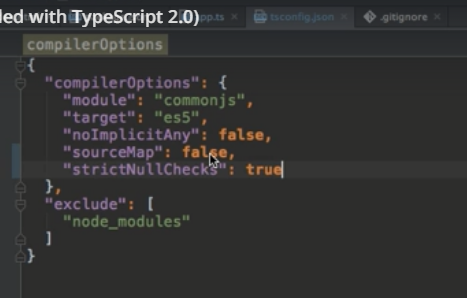 led with TypeScript 2.0)
app.ts × tsconfig.json × .gitignore ×
compilerOptions
{
"compilerOptions": {
"module": "commonjs",
"target": "es5",
"noImplicitAny": false,
"sourceMap": false,
"strictNullChecks": true
},
"exclude": [
"node_modules"
]
}